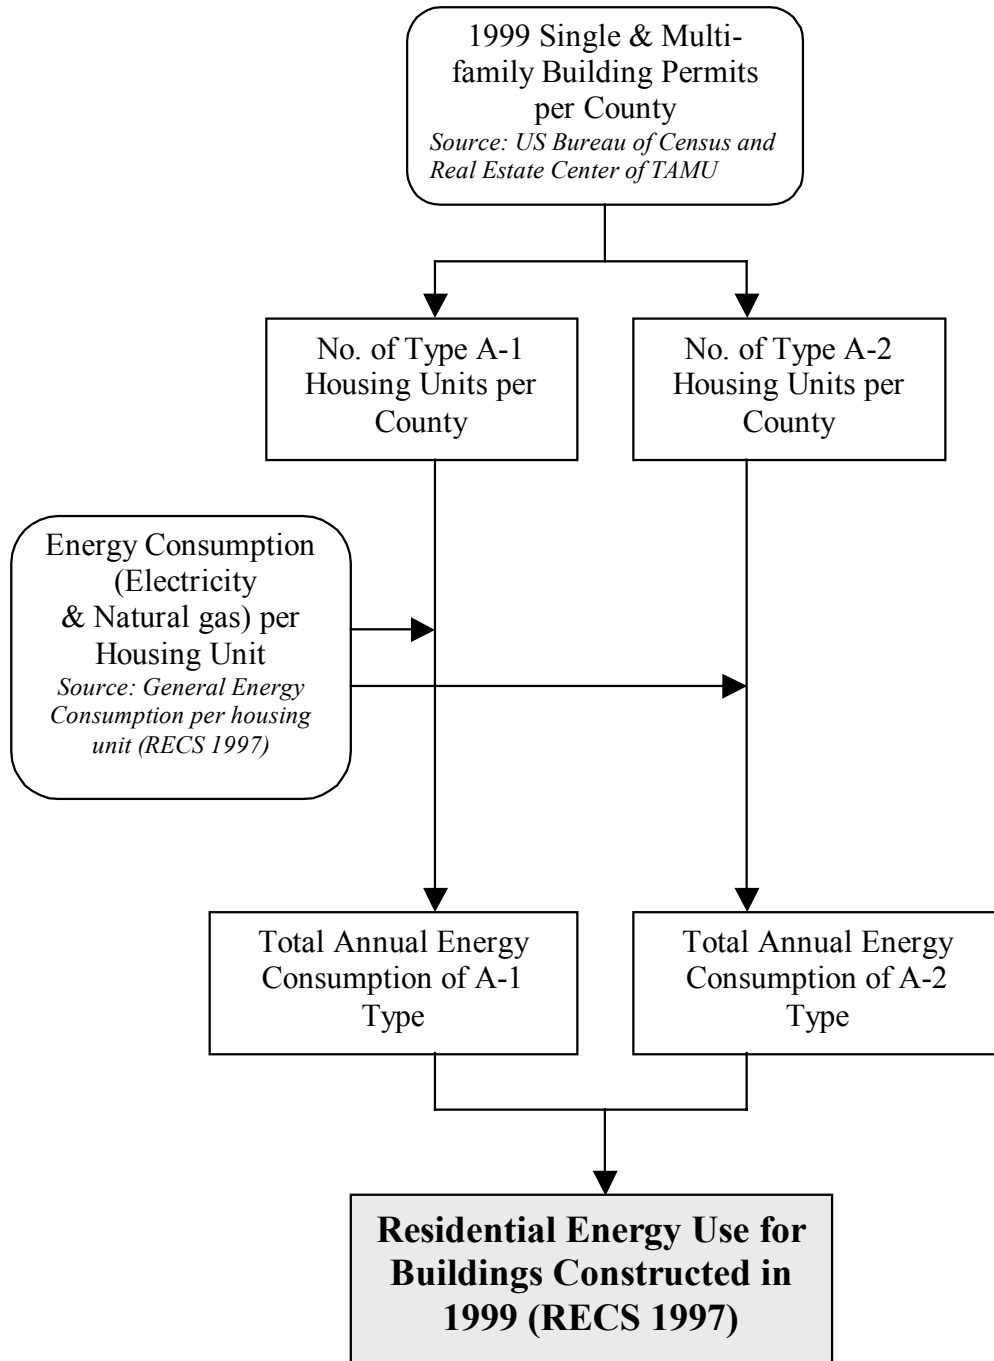 1999 Single & Multi-
family Building Permits
per County
Source: US Bureau of Census and
Real Estate Center of TAMU
No. of Type A-1
Housing Units per
County
No. of Type A-2
Housing Units per
County
Energy Consumption
(Electricity
& Natural gas) per
Housing Unit
Source: General Energy
Consumption per housing
unit (RECS 1997)
Total Annual Energy
Consumption of A-1
Type
Total Annual Energy
Consumption of A-2
Type
Residential Energy Use for
Buildings Constructed in
1999 (RECS 1997)